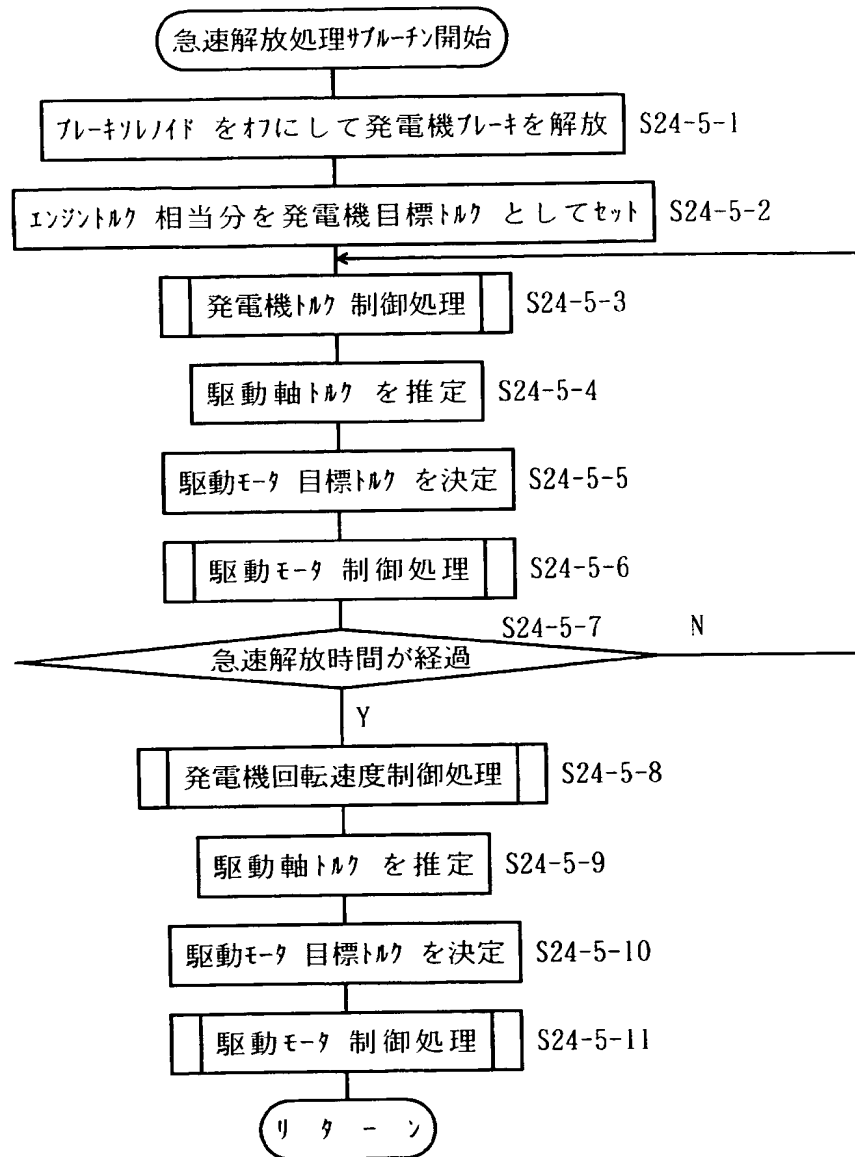 急速解放処理ｻﾌﾞﾙｰﾁﾝ開始
ﾌﾞﾚｰｷｿﾚﾉｲﾄﾞ をｵﾌにして発電機ﾌﾞﾚｰｷを解放 S24-5-1
ｴﾝｼﾞﾝﾄﾙｸ 相当分を発電機目標ﾄﾙｸ としてｾｯﾄ S24-5-2
発電機ﾄﾙｸ 制御処理 S24-5-3
駆動軸ﾄﾙｸ を推定 S24-5-4
駆動ﾓｰﾀ 目標ﾄﾙｸ を決定 S24-5-5
駆動ﾓｰﾀ 制御処理 S24-5-6
S24-5-7 N
急速解放時間が経過
Y
発電機回転速度制御処理 S24-5-8
駆動軸ﾄﾙｸ を推定 S24-5-9
駆動ﾓｰﾀ 目標ﾄﾙｸ を決定 S24-5-10
駆動ﾓｰﾀ 制御処理 S24-5-11
ﾘ ﾀ ｰ ﾝ